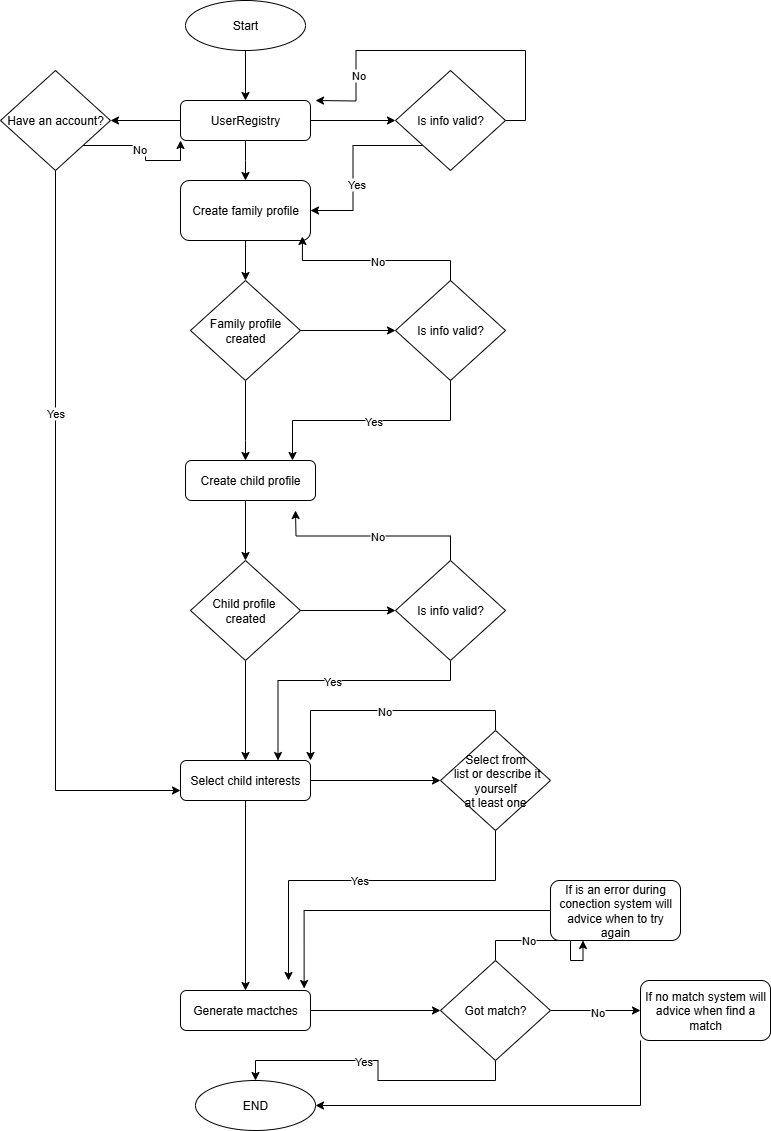 Start
No
Have an account?
UserRegistry
Is info valid?
No
Yes
Create family profile
No
Family profile
created
Is info valid?
Yes
Yes
Create child profile
No
Child profile
created
Is info valid?
Yes
No
Select child interests
Select from
list or describe it
yourself
at least one
Yes
If is an error during
conection system will
advice when to try
again
No
Generate mactches
Got match?
No
If no match system will
advice when find a
match
Yes
END